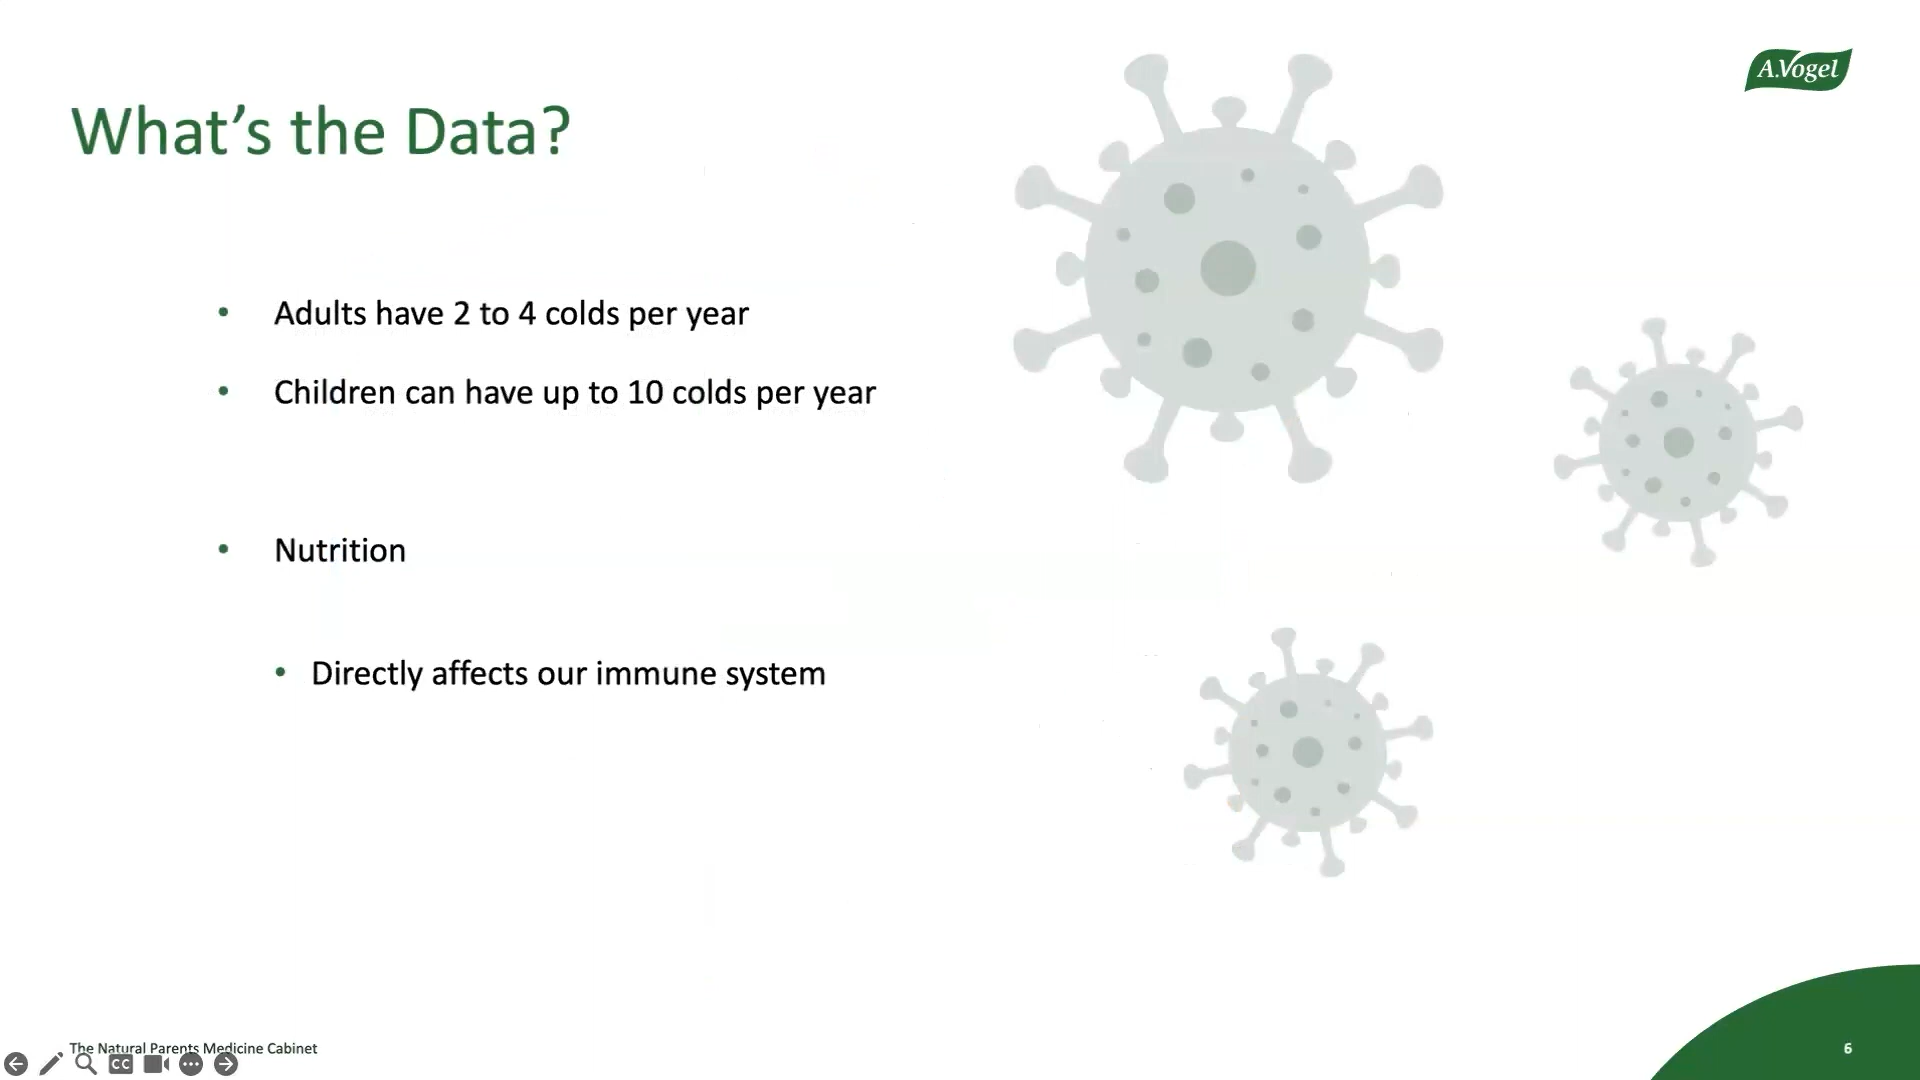 A.Vogel
What's the Data?
• Adults have 2 to 4 colds per year
• Children can have up to 10 colds per year
• Nutrition
• Directly affects our immune system
The Natural Parents Medicine Cabinet
CC
6